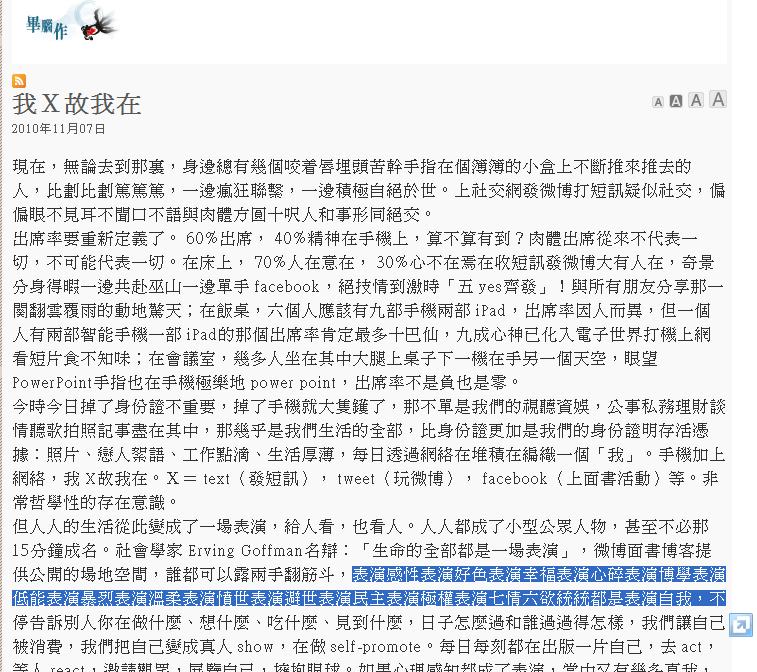 畢腦作
我Ｘ故我在
A A A A
2010年11月07日
現在，無論去到那裏，身邊總有幾個咬着唇埋頭苦幹手指在個簿簿的小盒上不斷推來推去的
人，比劃比劃篤篤篤，一邊瘋狂聯繫，一邊積極自絕於世。上社交網發微博打短訊疑似社交，偏
偏眼不見耳不聞口不語與肉體方圓十呎人和事形同絕交。
出席率要重新定義了。 60%出席， 40%精神在手機上，算不算有到？肉體出席從來不代表一
切，不可能代表一切。在床上， 70%人在意在， 30%心不在焉在收短訊發微博大有人在，奇景
分身得暇一邊共赴巫山一邊單手 facebook，絕技情到激時「五 yes齊發」！與所有朋友分享那一
闋翻雲覆雨的動地驚天；在飯桌，六個人應該有九部手機兩部 iPad，出席率因人而異，但一個
人有兩部智能手機一部 iPad的那個出席率肯定最多十巴仙，九成心神已化入電子世界打機上網
看短片食不知味；在會議室，幾多人坐在其中大腿上桌子下一機在手另一個天空，眼望
PowerPoint手指也在手機極樂地 power point，出席率不是負也是零。
今時今日掉了身份證不重要，掉了手機就大隻鑊了，那不單是我們的視聽資娛，公事私務理財談
情聽歌拍照記事盡在其中，那幾乎是我們生活的全部，比身份證更加是我們的身份證明存活憑
據：照片、戀人絮語、工作點滴、生活厚薄，每日透過網絡在堆積在編織一個「我」。手機加上
網絡，我 X故我在。Ｘ＝ text（發短訊）， tweet（玩微博）， facebook（上面書活動）等。非
常哲學性的存在意識。
但人人的生活從此變成了一場表演，給人看，也看人。人人都成了小型公眾人物，甚至不必那
15分鐘成名。社會學家 Erving Goffman名辯：「生命的全部都是一場表演」，微博面書博客提
供公開的場地空間，誰都可以露兩手翻筋斗，表演感性表演好色表演幸福表演心碎表演博學表演
低能表演暴烈表演溫柔表演憤世表演避世表演民主表演極權表演七情六欲統統都是表演自我，不
停告訴別人你在做什麼、想什麼、吃什麼、見到什麼，日子怎麼過和誰過過得怎樣，我們讓自己
被消費，我們把自己變成真人 show，在做 self-promote。每日每刻都在出版一片自己，去 act，
等人 react，邀請觀眾，展覽自己，擁抱眼球。如果心理感知都成了表演，當中又有幾多真我，